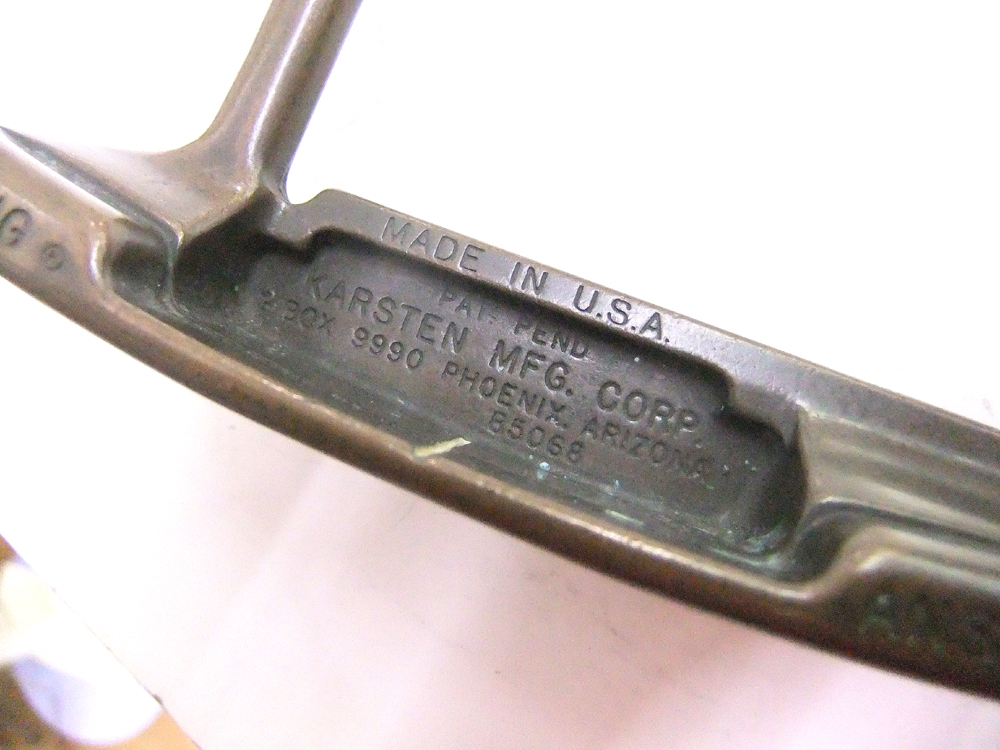 MADE IN U.S.A.
PAT. PEND
KARSTEN MFG. CORP.
BOX 9990 PHOENIX, ARIZONA
85068